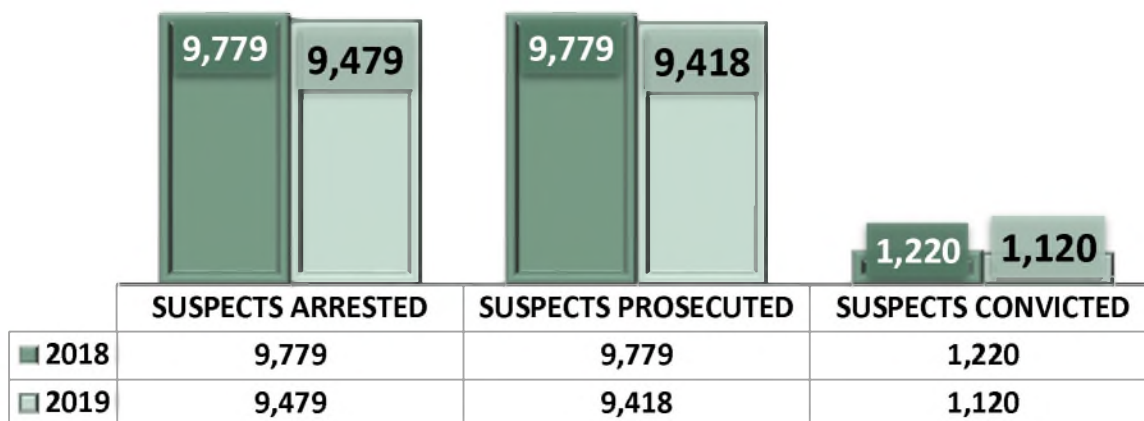 9,779 9,479 9,779 9,418 1,220 1,120
SUSPECTS ARRESTED SUSPECTS PROSECUTED SUSPECTS CONVICTED
2018 9,779 9,779 1,220
2019 9,479 9,418 1,120